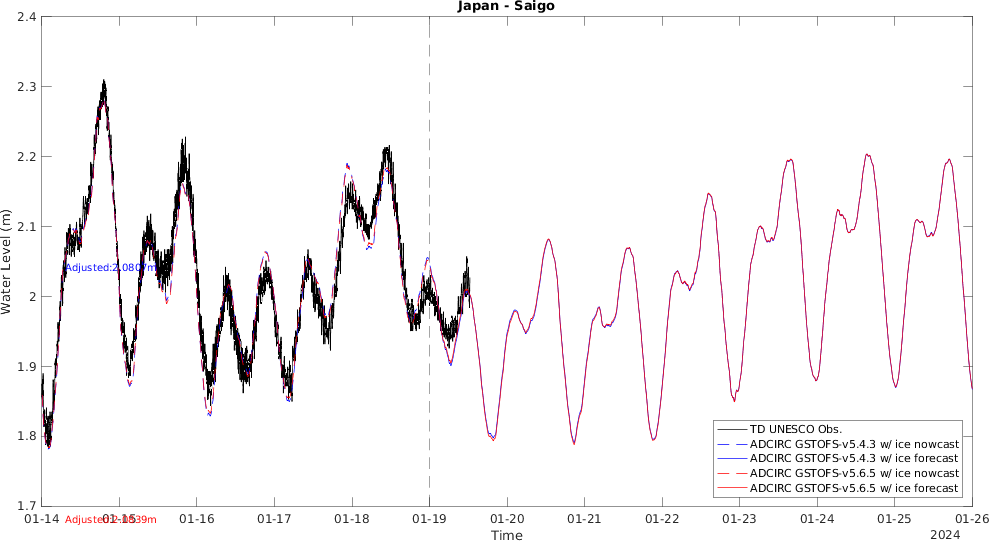 Japan - Saigo
2.4
2.3
2.2
2.1
2
1.9
1.8
1.7
Water Level (m)
Adjusted:2.0807m
TD UNESCO Obs.
ADCIRC GSTOFS-v5.4.3 w/ ice nowcast
ADCIRC GSTOFS-v5.4.3 w/ ice forecast
ADCIRC GSTOFS-v5.6.5 w/ ice nowcast
ADCIRC GSTOFS-v5.6.5 w/ ice forecast
01-14 01-15 01-16 01-17 01-18 01-19 01-20 01-21 01-22 01-23 01-24 01-25 01-26
Time
2024